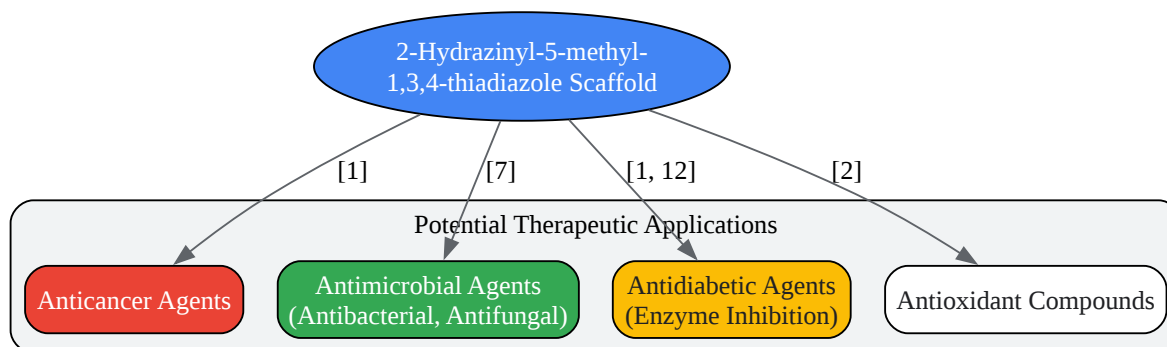 2-Hydrazinyl-5-methyl-
1,3,4-thiadiazole Scaffold
[1]
[7]
[1, 12]
[2]
Potential Therapeutic Applications
Anticancer Agents
Antimicrobial Agents
(Antibacterial, Antifungal)
Antidiabetic Agents
(Enzyme Inhibition)
Antioxidant Compounds